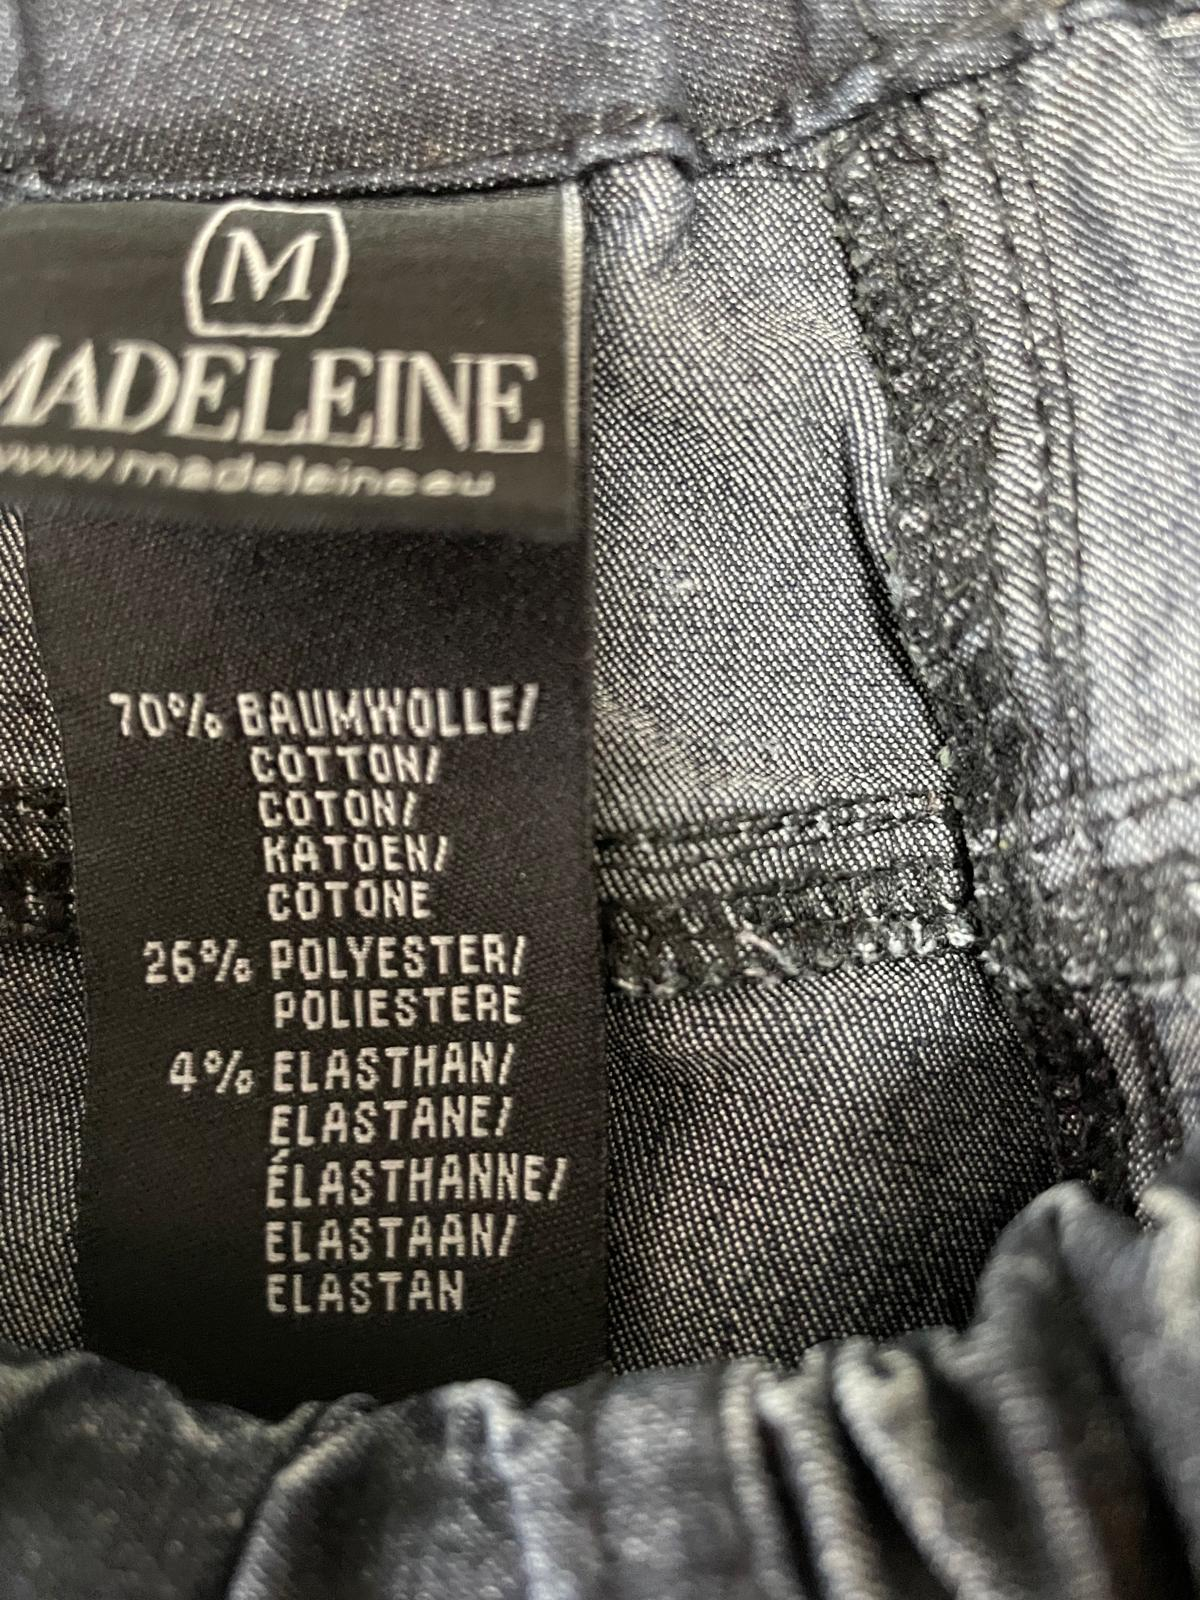 M
MADELEINE
www.madeleine.eu
70% BAUMWOLLE/
COTTON/
COTON/
KATOEN/
COTONE
26% POLYESTER/
POLIESTERE
4% ELASTHAN/
ELASTANE/
ÉLASTHANNE/
ELASTAAN/
ELASTAN